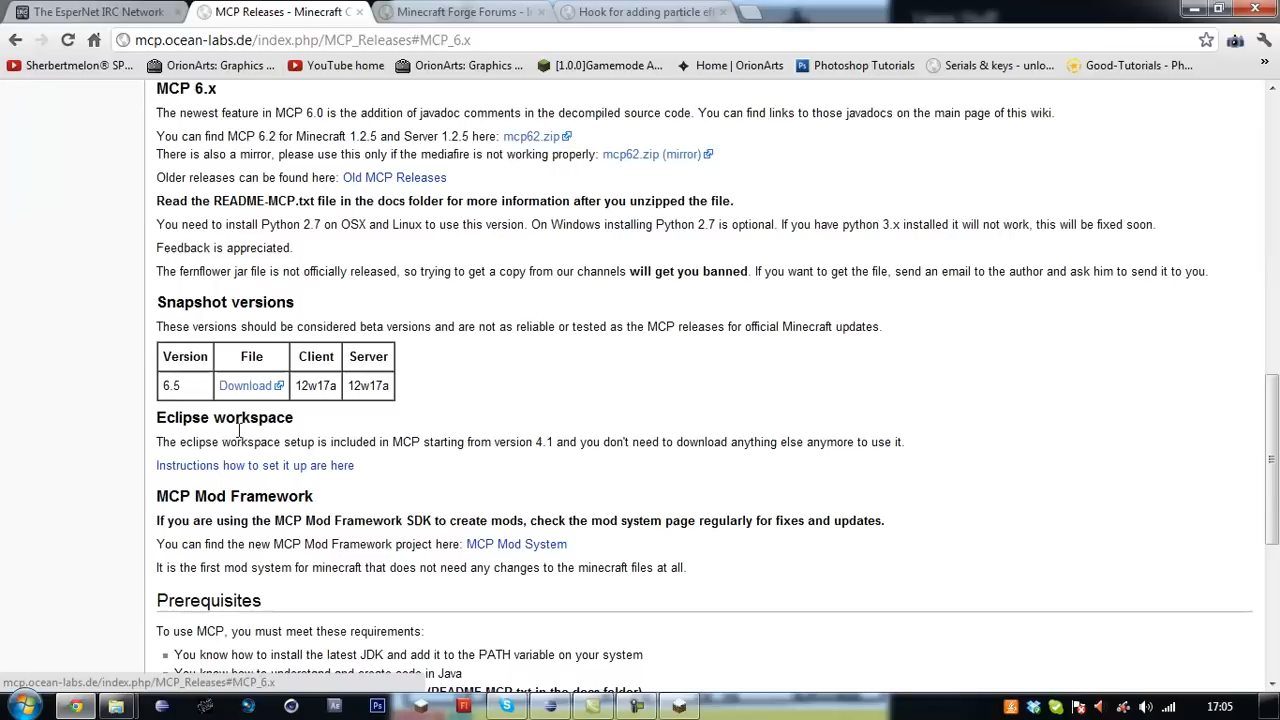 The EsperNet IRC Network
MCP Releases - Minecraft C
Minecraft Forge Forums - I
Hook for adding particle ef
mcp.ocean-labs.de/index.php/MCP_Releases#MCP_6.x
Sherbertmelon® SP...
OrionArts: Graphics ...
YouTube home
OrionArts: Graphics ...
[1.0.0]Gamemode A...
Home | OrionArts
Photoshop Tutorials
Serials & keys - unlo...
Good-Tutorials - Ph...
MCP 6.x
The newest feature in MCP 6.0 is the addition of javadoc comments in the decompiled source code. You can find links to those javadocs on the main page of this wiki.
You can find MCP 6.2 for Minecraft 1.2.5 and Server 1.2.5 here: mcp62.zip
There is also a mirror, please use this only if the mediafire is not working properly: mcp62.zip (mirror)
Older releases can be found here: Old MCP Releases
Read the README-MCP.txt file in the docs folder for more information after you unzipped the file.
You need to install Python 2.7 on OSX and Linux to use this version. On Windows installing Python 2.7 is optional. If you have python 3.x installed it will not work, this will be fixed soon.
Feedback is appreciated.
The fernflower jar file is not officially released, so trying to get a copy from our channels will get you banned. If you want to get the file, send an email to the author and ask him to send it to you.
Snapshot versions
These versions should be considered beta versions and are not as reliable or tested as the MCP releases for official Minecraft updates.
Version File Client Server
6.5 Download 12w17a 12w17a
Eclipse workspace
The eclipse workspace setup is included in MCP starting from version 4.1 and you don't need to download anything else anymore to use it.
Instructions how to set it up are here
MCP Mod Framework
If you are using the MCP Mod Framework SDK to create mods, check the mod system page regularly for fixes and updates.
You can find the new MCP Mod Framework project here: MCP Mod System
It is the first mod system for minecraft that does not need any changes to the minecraft files at all.
Prerequisites
To use MCP, you must meet these requirements:
You know how to install the latest JDK and add it to the PATH variable on your system
You know how to understand and create code in Java
(README-MCP.txt in the docs folder)
mcp.ocean-labs.de/index.php/MCP_Releases#MCP_6.x
17:05